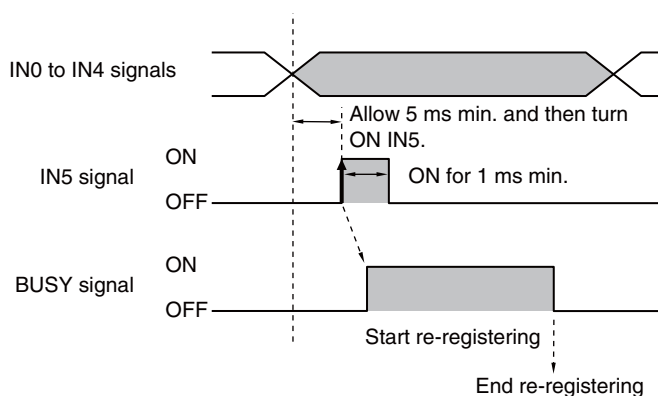 IN0 to IN4 signals
Allow 5 ms min. and then turn
ON IN5.
ON
IN5 signal
ON for 1 ms min.
OFF
ON
BUSY signal
OFF
Start re-registering
End re-registering